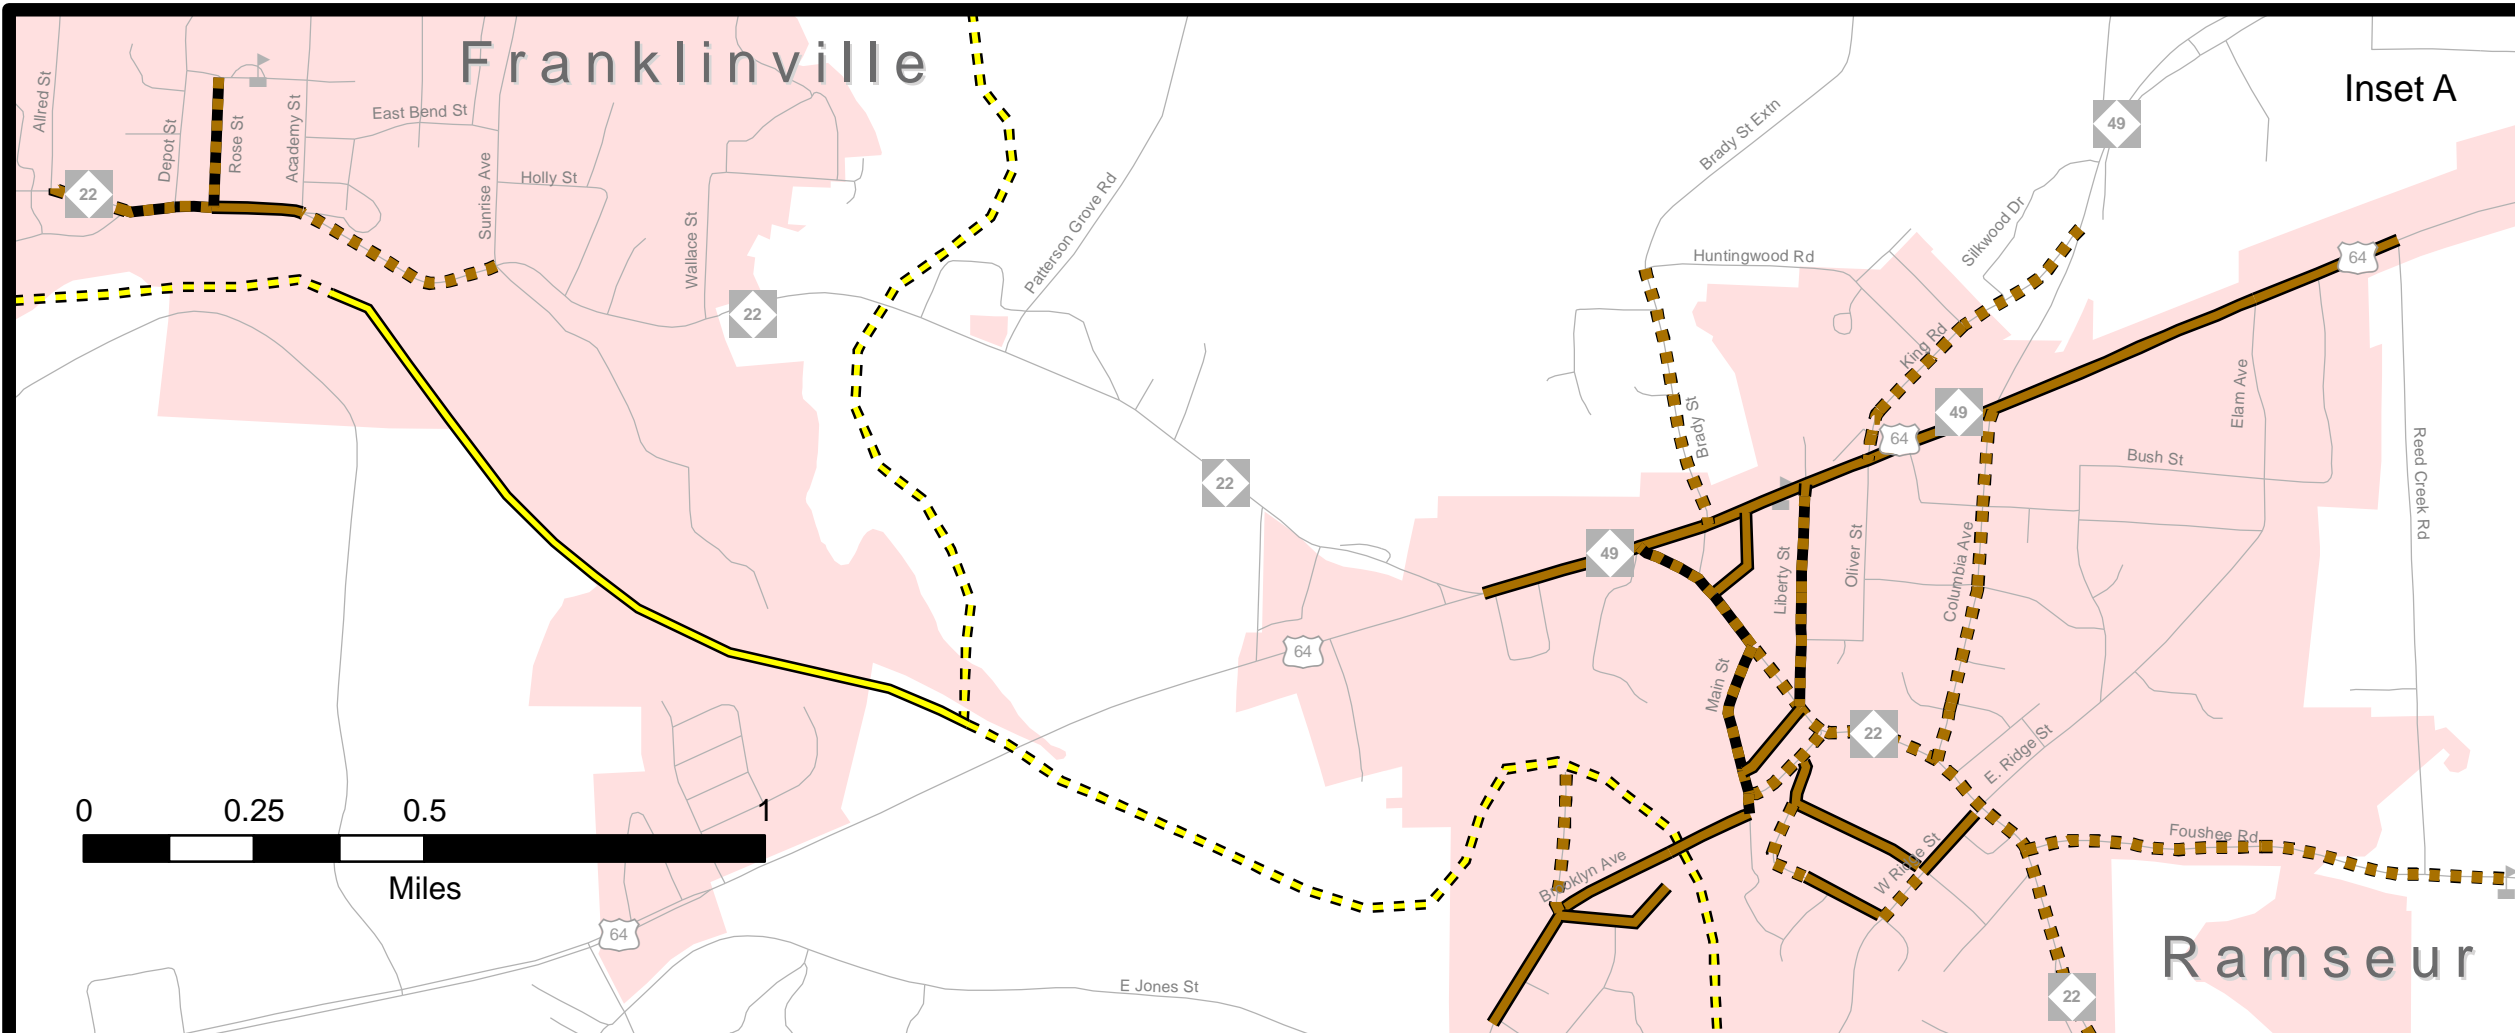 Franklinville
Inset A
Allred St
Depot St
Rose St
Academy St
East Bend St
Sunrise Ave
Holly St
Wallace St
Patterson Grove Rd
Brady St Extn
Huntingwood Rd
Silkwood Dr
King Rd
Brady St
Elam Ave
Bush St
Reed Creek Rd
22
22
22
49
64
49
64
49
64
Liberty St
Oliver St
Columbia Ave
Main St
22
E. Ridge St
Foushee Rd
W Ridge St
Brooklyn Ave
0 0.25 0.5 1
Miles
64
E Jones St
Ramseur
22